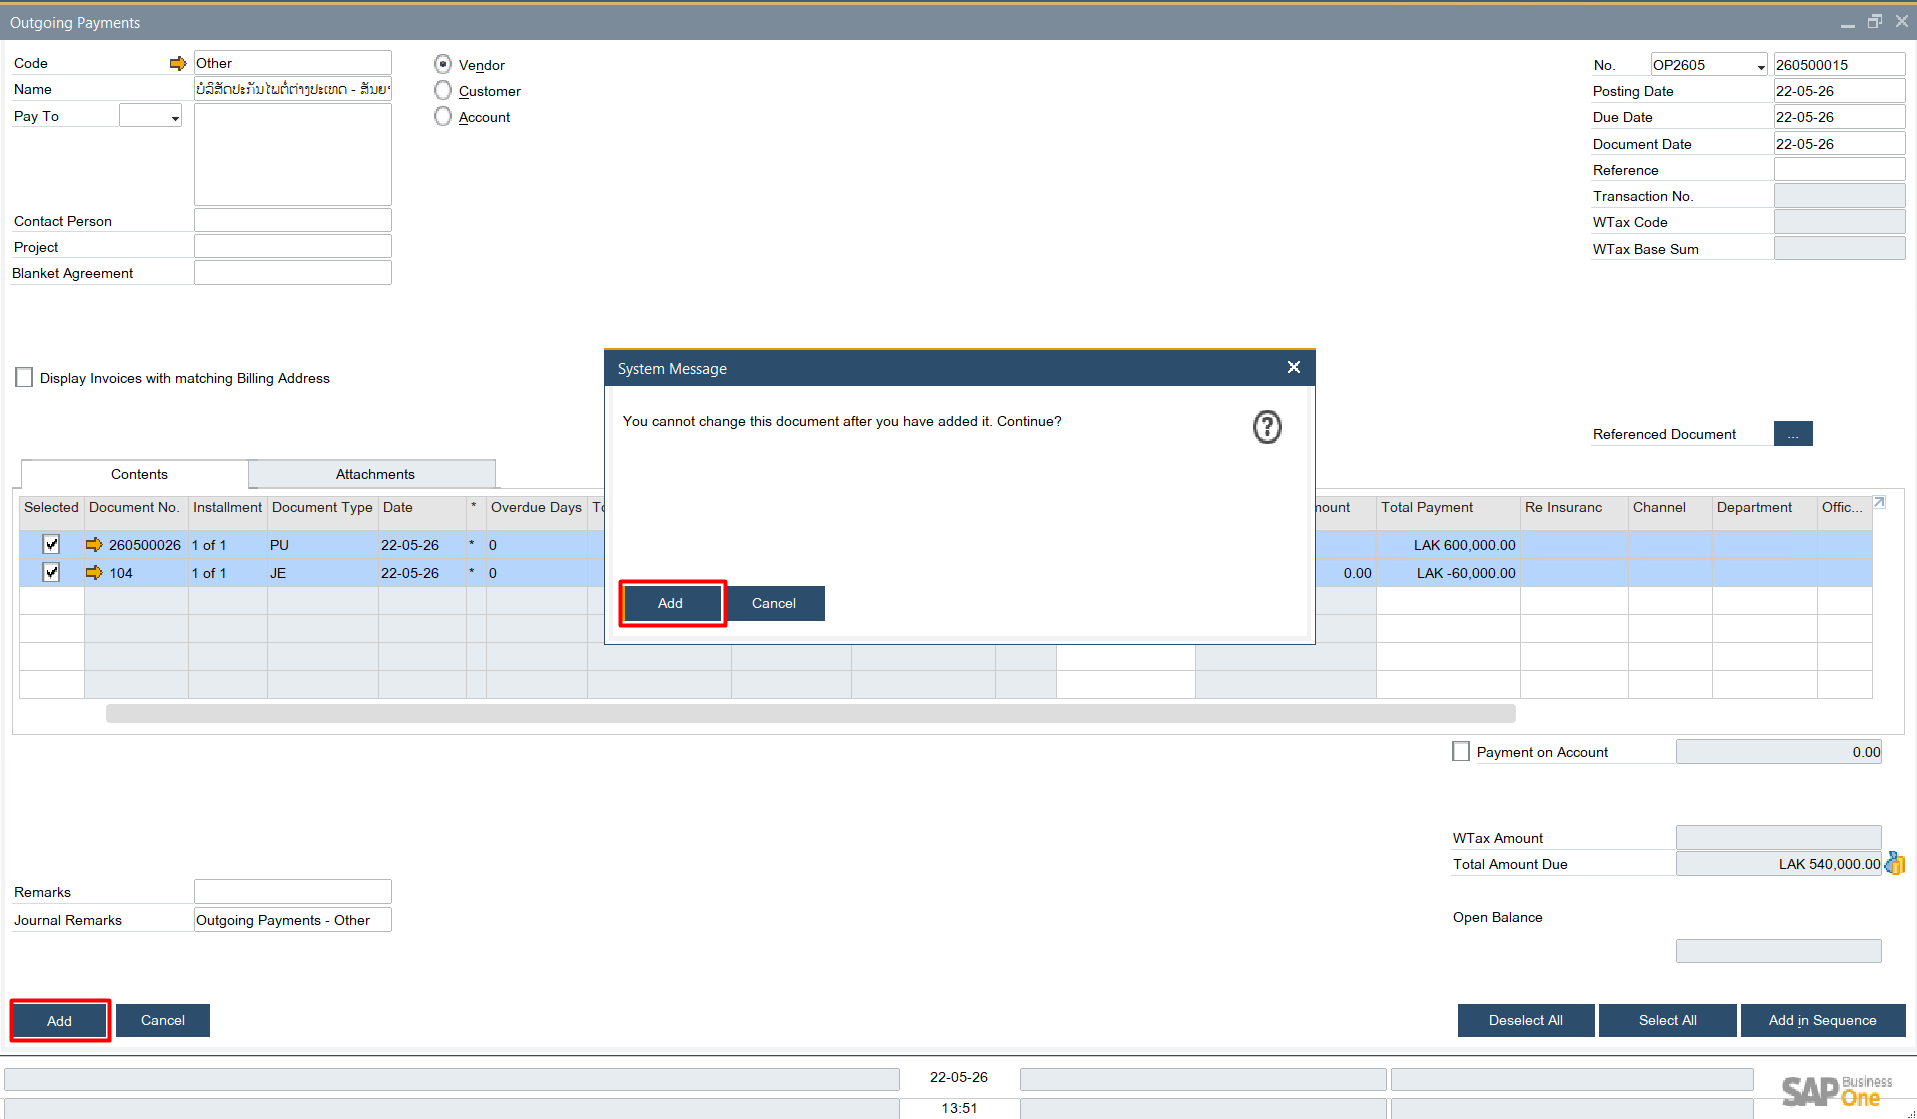 Outgoing Payments
Code Other
Name ບໍລິສັດປະກັນໄພຕໍ່ຕ່າງປະເທດ - ສັນຍ
Pay To
Contact Person
Project
Blanket Agreement
Vendor
Customer
Account
No. OP2605 260500015
Posting Date 22-05-26
Due Date 22-05-26
Document Date 22-05-26
Reference
Transaction No.
WTax Code
WTax Base Sum
Display Invoices with matching Billing Address
System Message
You cannot change this document after you have added it. Continue?
Add Cancel
Referenced Document ...
Contents Attachments
Selected Document No. Installment Document Type Date * Overdue Days Total Payment Re Insuranc Channel Department Offic...
260500026 1 of 1 PU 22-05-26 * 0 LAK 600,000.00
104 1 of 1 JE 22-05-26 * 0 0.00 LAK -60,000.00
Payment on Account 0.00
WTax Amount
Total Amount Due LAK 540,000.00
Remarks
Journal Remarks Outgoing Payments - Other
Open Balance
Add Cancel Deselect All Select All Add in Sequence
22-05-26
13:51
SAP Business One